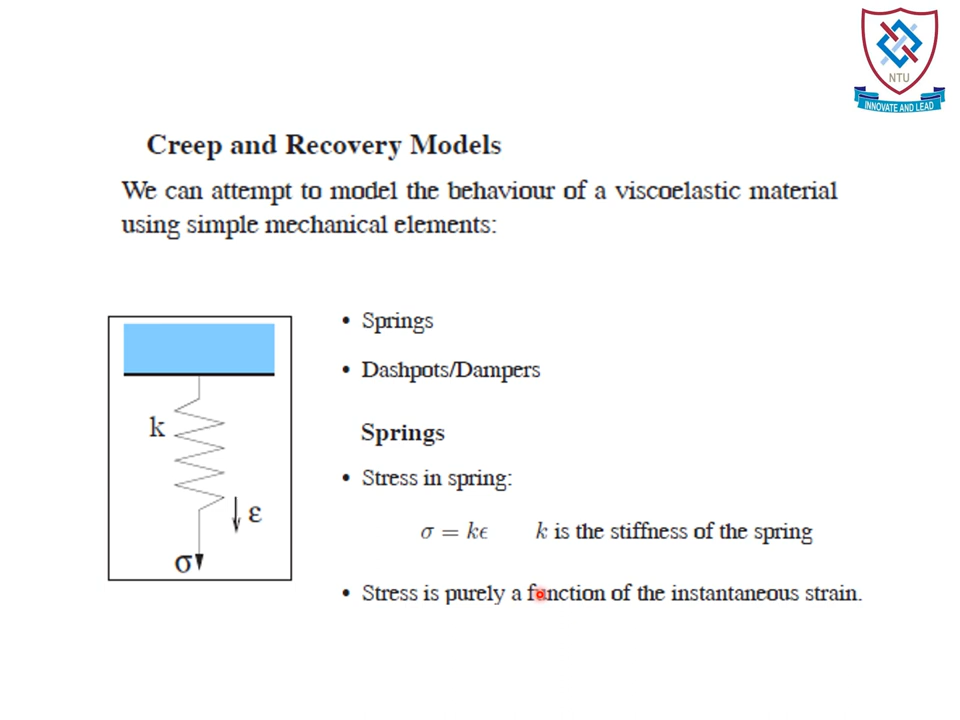 NTU
INNOVATE AND LEAD
Creep and Recovery Models
We can attempt to model the behaviour of a viscoelastic material
using simple mechanical elements:
• Springs
• Dashpots/Dampers
k
ε
σ
Springs
• Stress in spring:
σ = kϵ k is the stiffness of the spring
• Stress is purely a function of the instantaneous strain.